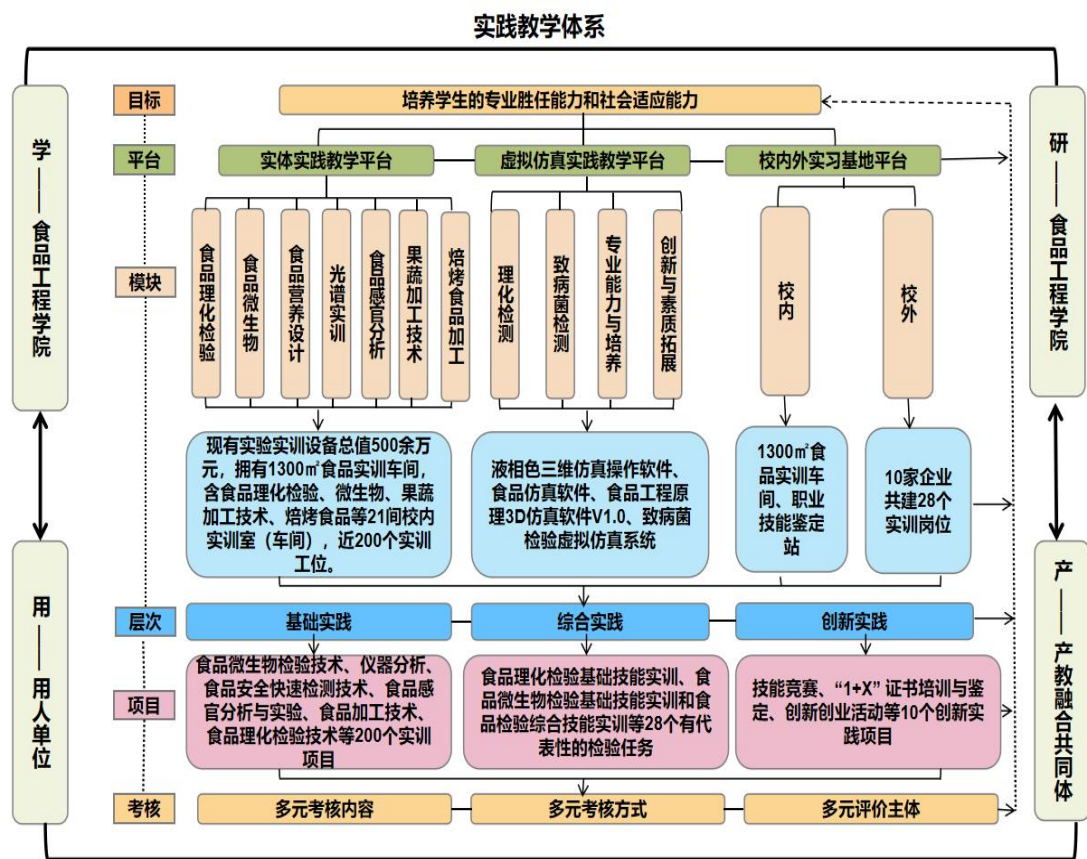 实践教学体系
学——食品工程学院
用——用人单位
研——食品工程学院
产——产教融合共同体
目标
培养学生的专业胜任能力和社会适应能力
平台
实体实践教学平台
虚拟仿真实践教学平台
校内外实习基地平台
模块
食品理化检验
食品微生物
食品营养设计
光谱实训
食品感官分析
果蔬加工技术
焙烤食品加工
理化检测
致病菌检测
专业能力与培养
创新与素质拓展
校内
校外
现有实验实训设备总值500余万
元，拥有1300㎡食品实训车间，
含食品理化检验、微生物、果蔬
加工技术、焙烤食品等21间校内
实训室（车间），近200个实训
工位。
液相色三维仿真操作软件、
食品仿真软件、食品工程原
理3D仿真软件V1.0、致病菌
检验虚拟仿真系统
1300㎡食
品实训车
间、职业
技能鉴定
站
10家企业
共建28个
实训岗位
层次
基础实践
综合实践
创新实践
项目
食品微生物检验技术、仪器分析、
食品安全快速检测技术、食品感
官分析与实验、食品加工技术、
食品理化检验技术等200个实训
项目
食品理化检验基础技能实训、食
品微生物检验基础技能实训和食
品检验综合技能实训等28个有代
表性的检验任务
技能竞赛、“1+X” 证书培训与鉴
定、创新创业活动等10个创新实
践项目
考核
多元考核内容
多元考核方式
多元评价主体